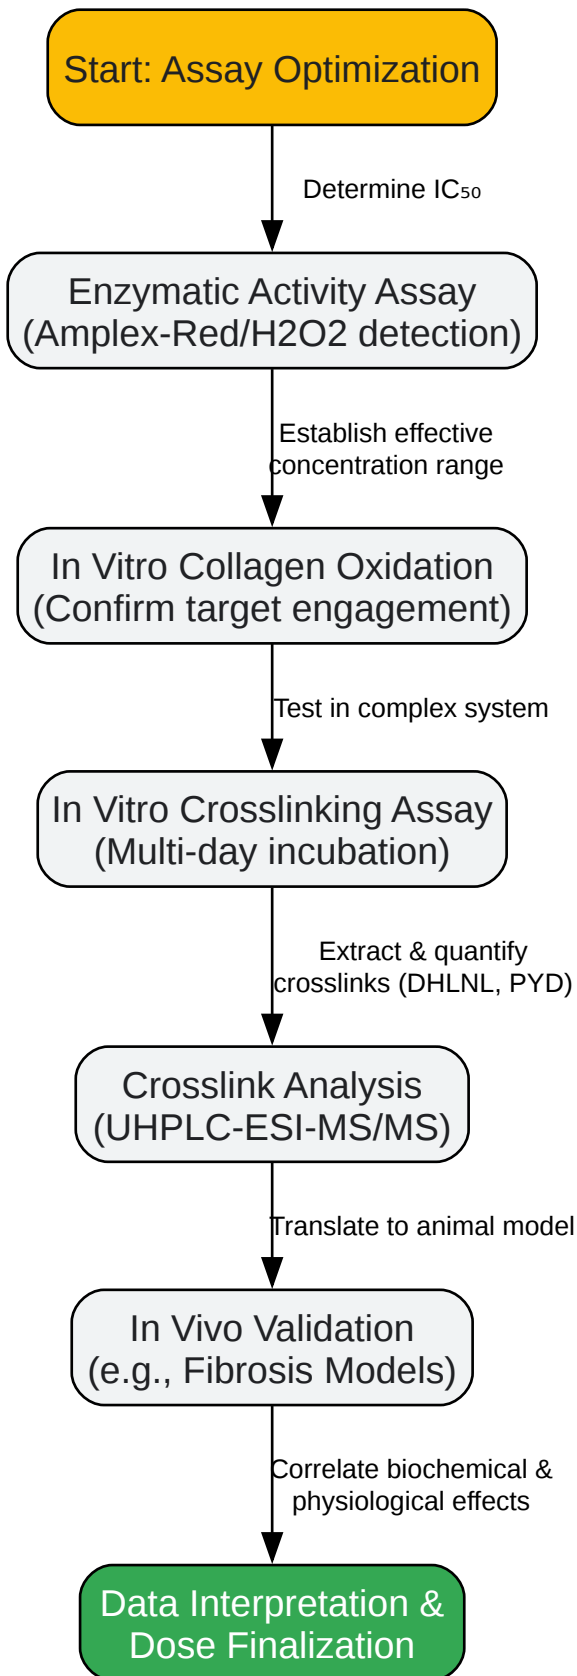 Start: Assay Optimization
Determine IC₅₀
Enzymatic Activity Assay
(Amplex-Red/H2O2 detection)
Establish effective
concentration range
In Vitro Collagen Oxidation
(Confirm target engagement)
Test in complex system
In Vitro Crosslinking Assay
(Multi-day incubation)
Extract & quantify
crosslinks (DHLNL, PYD)
Crosslink Analysis
(UHPLC-ESI-MS/MS)
Translate to animal model
In Vivo Validation
(e.g., Fibrosis Models)
Correlate biochemical &
physiological effects
Data Interpretation &
Dose Finalization